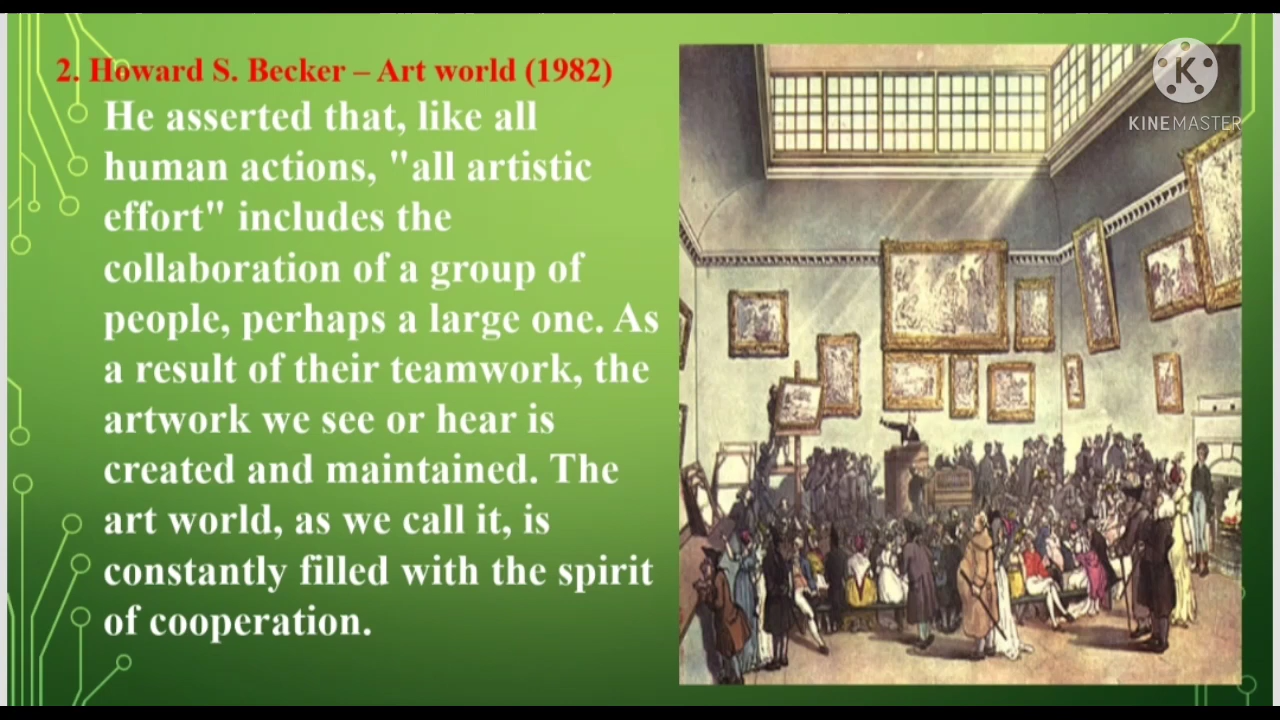 2. Howard S. Becker – Art world (1982)
He asserted that, like all
human actions, "all artistic
effort" includes the
collaboration of a group of
people, perhaps a large one. As
a result of their teamwork, the
artwork we see or hear is
created and maintained. The
art world, as we call it, is
constantly filled with the spirit
of cooperation.
K
KINEMASTER